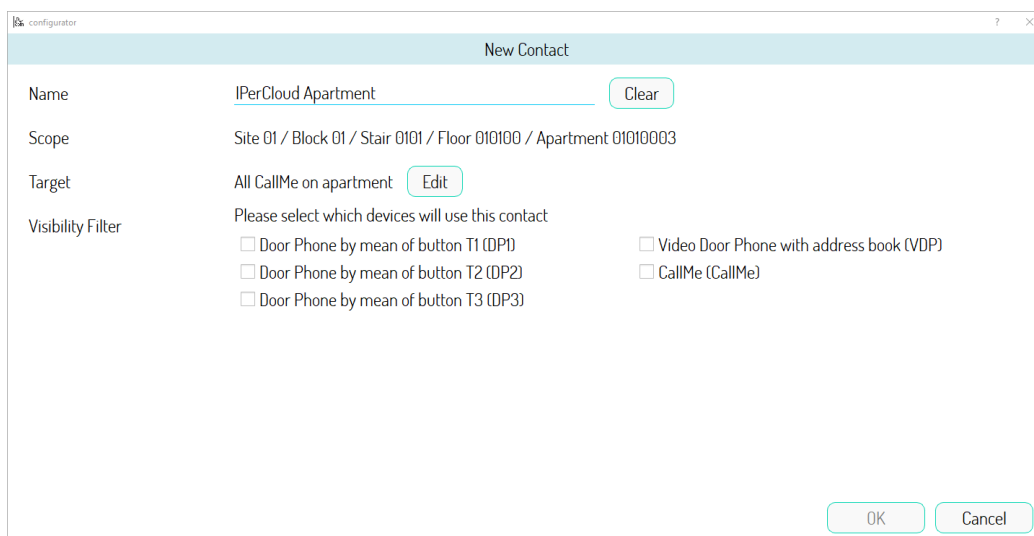 configurator
?
New Contact
Name IPerCloud Apartment Clear
Scope Site 01 / Block 01 / Stair 0101 / Floor 010100 / Apartment 01010003
Target All CallMe on apartment Edit
Visibility Filter Please select which devices will use this contact
Door Phone by mean of button T1 (DP1) Video Door Phone with address book (VDP)
Door Phone by mean of button T2 (DP2) CallMe (CallMe)
Door Phone by mean of button T3 (DP3)
OK Cancel